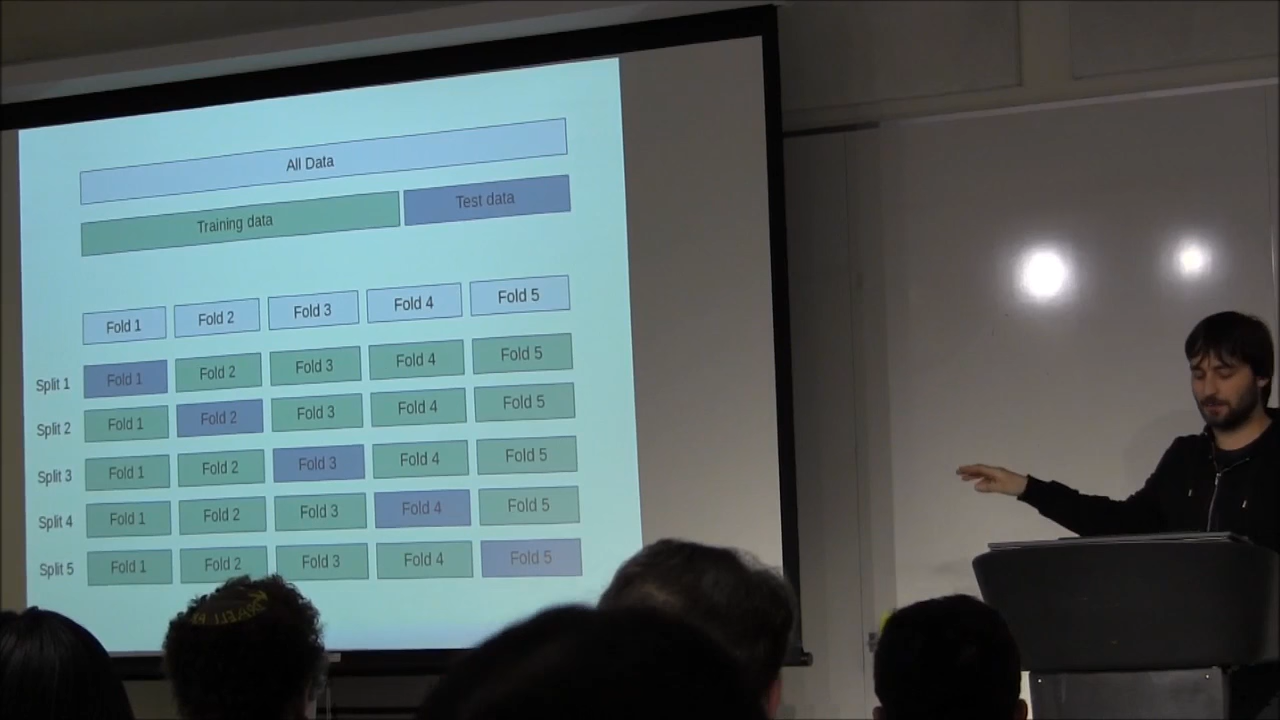 All Data
Training data Test data
Fold 1 Fold 2 Fold 3 Fold 4 Fold 5
Split 1 Fold 1 Fold 2 Fold 3 Fold 4 Fold 5
Split 2 Fold 1 Fold 2 Fold 3 Fold 4 Fold 5
Split 3 Fold 1 Fold 2 Fold 3 Fold 4 Fold 5
Split 4 Fold 1 Fold 2 Fold 3 Fold 4 Fold 5
Split 5 Fold 1 Fold 2 Fold 3 Fold 4 Fold 5